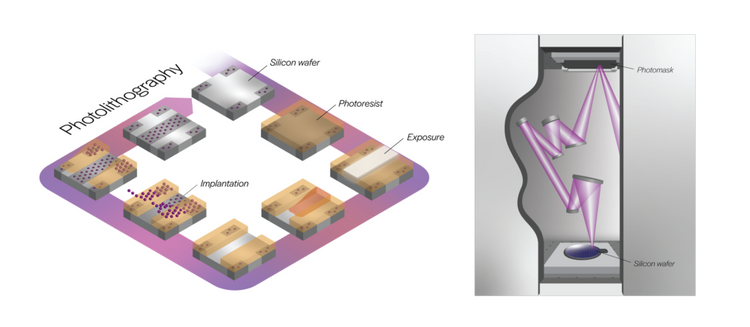 Photolithography
Silicon wafer
Photoresist
Exposure
Implantation
Photomask
Silicon wafer